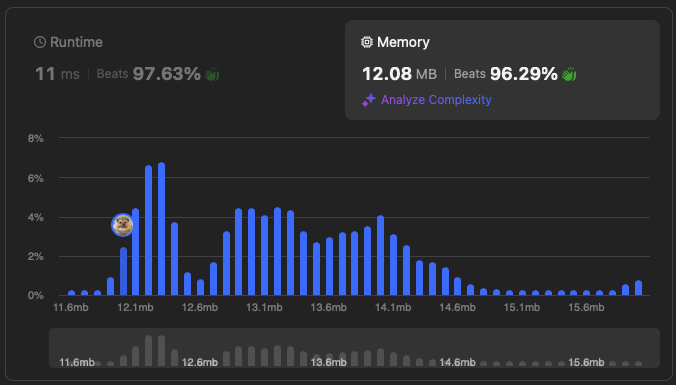 Runtime
Memory
11 ms | Beats 97.63%
12.08 MB | Beats 96.29%
Analyze Complexity
8%
6%
4%
2%
0%
11.6mb 12.1mb 12.6mb 13.1mb 13.6mb 14.1mb 14.6mb 15.1mb 15.6mb
11.6mb 12.6mb 13.6mb 14.6mb 15.6mb